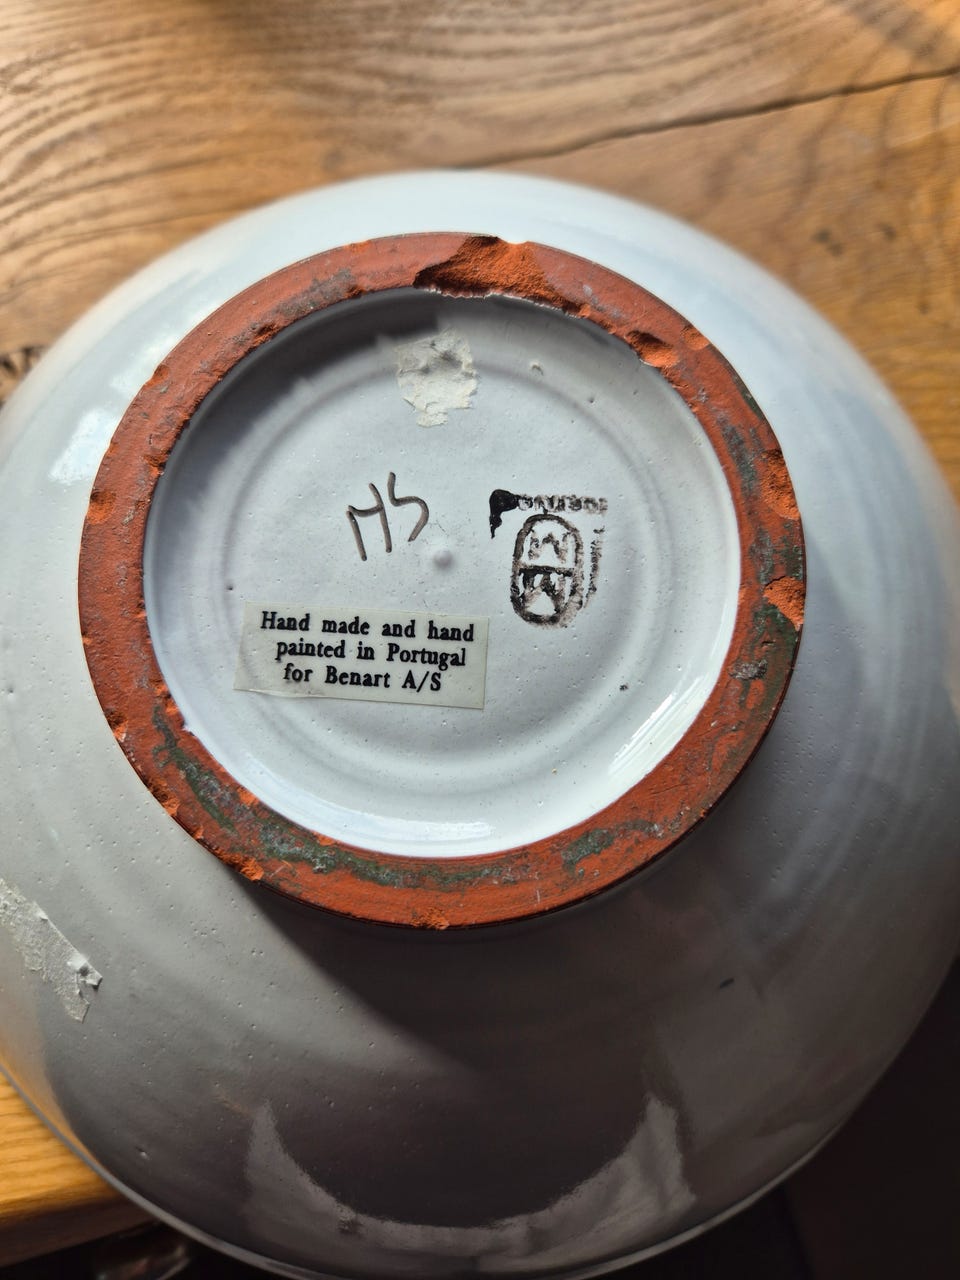 HS
Hand made and hand
painted in Portugal
for Benart A/S